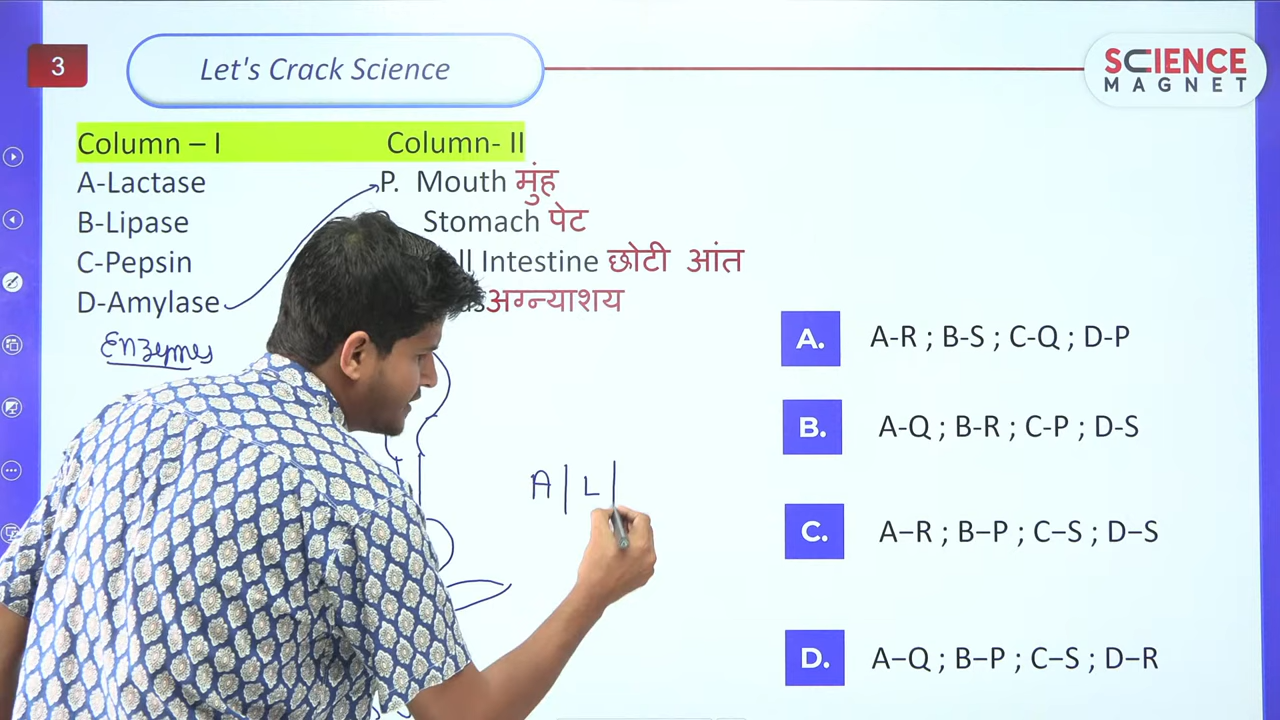 3
Let's Crack Science
SCIENCE
MAGNET
Column – I Column- II
A-Lactase P. Mouth मुंह
B-Lipase Stomach पेट
C-Pepsin Intestine छोटी आंत
D-Amylase अग्न्याशय
Enzymes
A | L |
A. A-R ; B-S ; C-Q ; D-P
B. A-Q ; B-R ; C-P ; D-S
C. A–R ; B–P ; C–S ; D–S
D. A–Q ; B–P ; C–S ; D–R